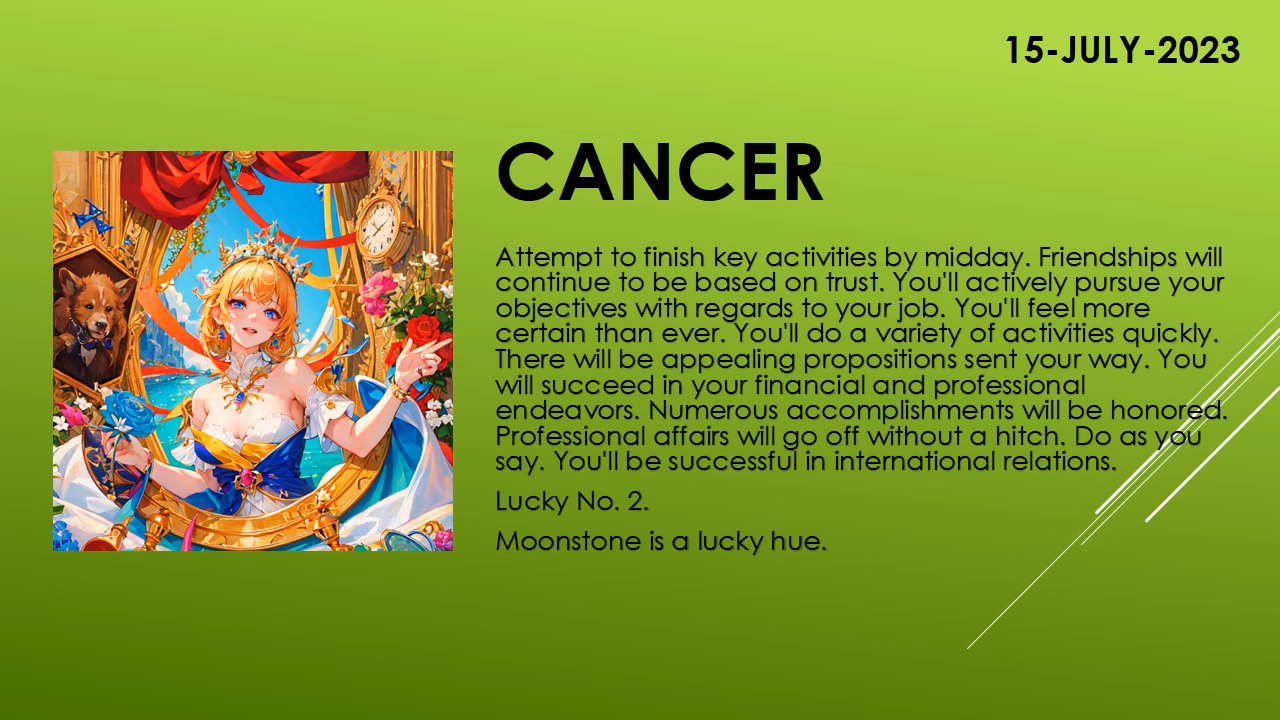 15-JULY-2023
CANCER
Attempt to finish key activities by midday. Friendships will
continue to be based on trust. You'll actively pursue your
objectives with regards to your job. You'll feel more
certain than ever. You'll do a variety of activities quickly.
There will be appealing propositions sent your way. You
will succeed in your financial and professional
endeavors. Numerous accomplishments will be honored.
Professional affairs will go off without a hitch. Do as you
say. You'll be successful in international relations.
Lucky No. 2.
Moonstone is a lucky hue.